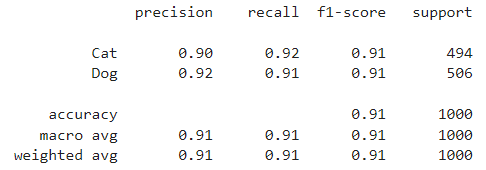 precision recall f1-score support
Cat 0.90 0.92 0.91 494
Dog 0.92 0.91 0.91 506
accuracy 0.91 1000
macro avg 0.91 0.91 0.91 1000
weighted avg 0.91 0.91 0.91 1000